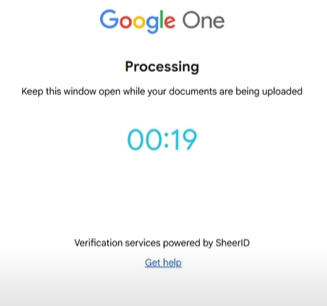 Google One
Processing
Keep this window open while your documents are being uploaded
00:19
Verification services powered by SheerID
Get help